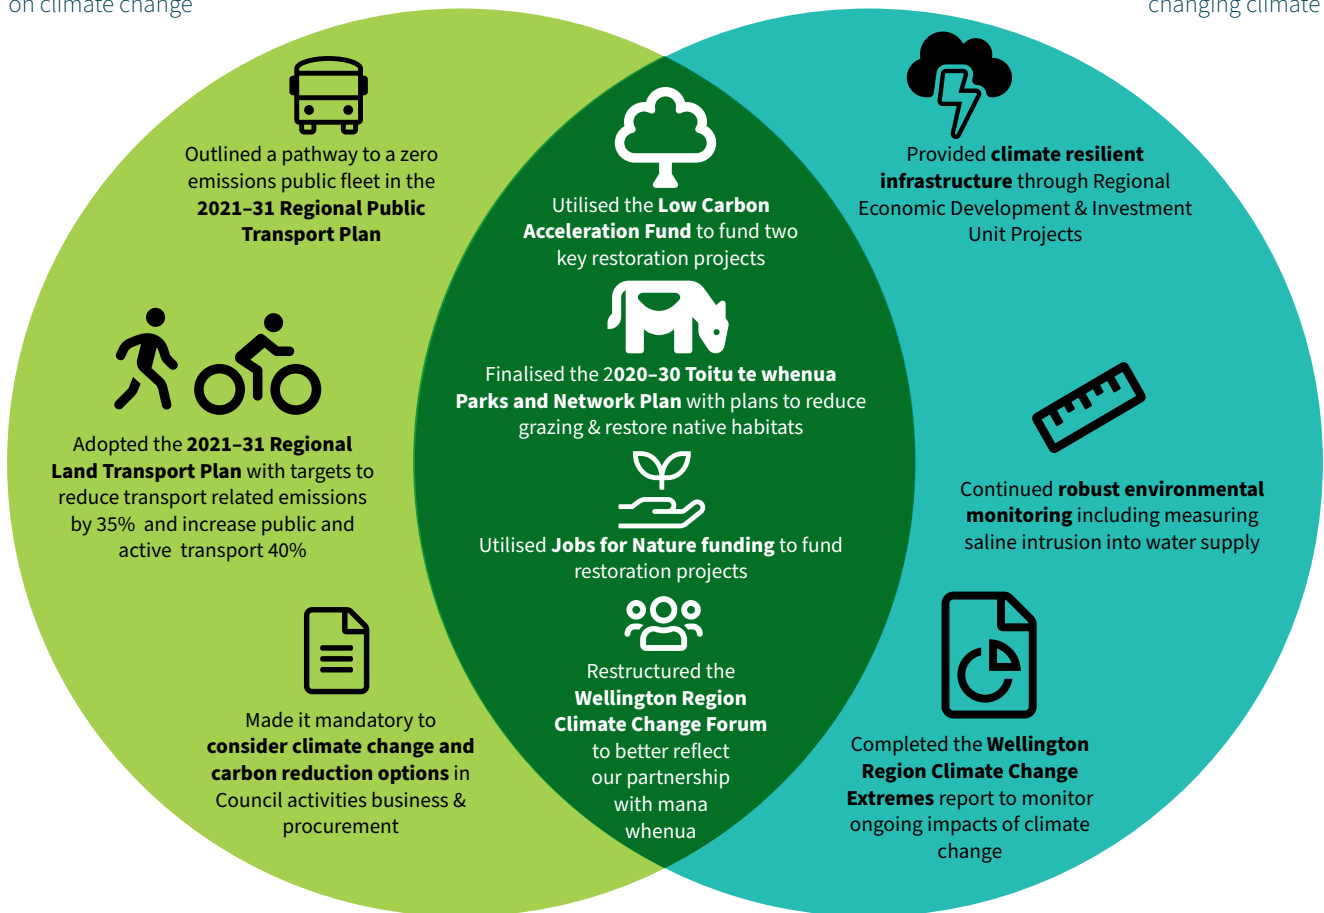 on climate change
changing climate
Outlined a pathway to a zero
emissions public fleet in the
2021–31 Regional Public
Transport Plan
Adopted the 2021–31 Regional
Land Transport Plan with targets to
reduce transport related emissions
by 35% and increase public and
active transport 40%
Made it mandatory to
consider climate change and
carbon reduction options in
Council activities business &
procurement
Utilised the Low Carbon
Acceleration Fund to fund two
key restoration projects
Finalised the 2020–30 Toitu te whenua
Parks and Network Plan with plans to reduce
grazing & restore native habitats
Utilised Jobs for Nature funding to fund
restoration projects
Restructured the
Wellington Region
Climate Change Forum
to better reflect
our partnership
with mana
whenua
Provided climate resilient
infrastructure through Regional
Economic Development & Investment
Unit Projects
Continued robust environmental
monitoring including measuring
saline intrusion into water supply
Completed the Wellington
Region Climate Change
Extremes report to monitor
ongoing impacts of climate
change